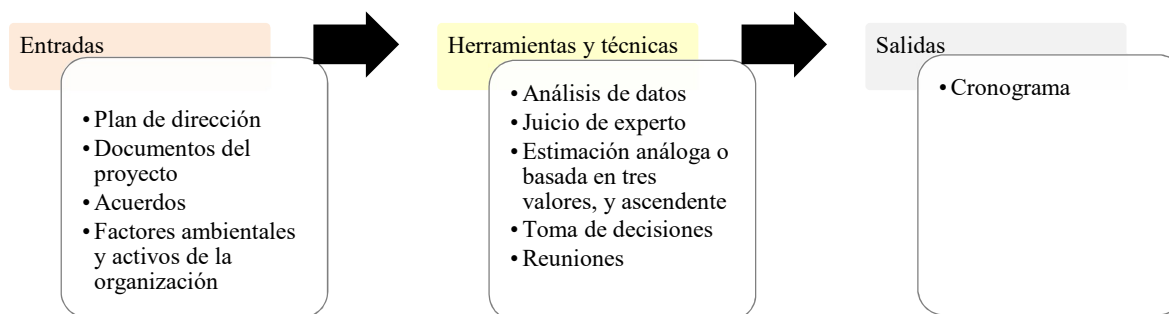 Entradas
• Plan de dirección
• Documentos del
proyecto
• Acuerdos
• Factores ambientales
y activos de la
organización
Herramientas y técnicas
• Análisis de datos
• Juicio de experto
• Estimación análoga o
basada en tres
valores, y ascendente
• Toma de decisiones
• Reuniones
Salidas
• Cronograma